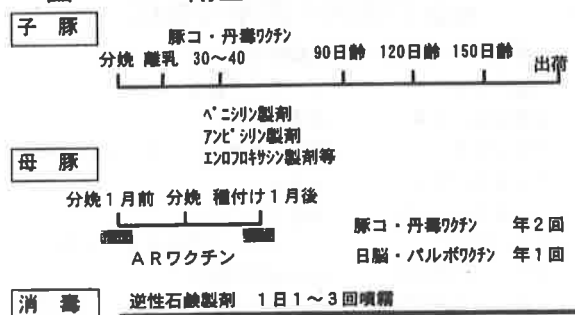 子 豚
豚コ・丹毒ワクチン
分娩 離乳 30～40 90日齢 120日齢 150日齢 出荷
ペニシリン製剤
アンピシリン製剤
エンロフロキサシン製剤等
母 豚
分娩1月前 分娩 種付け1月後
豚コ・丹毒ワクチン 年2回
ARワクチン
日脳・パルボワクチン 年1回
消 毒
逆性石鹸製剤 1日1～3回噴霧